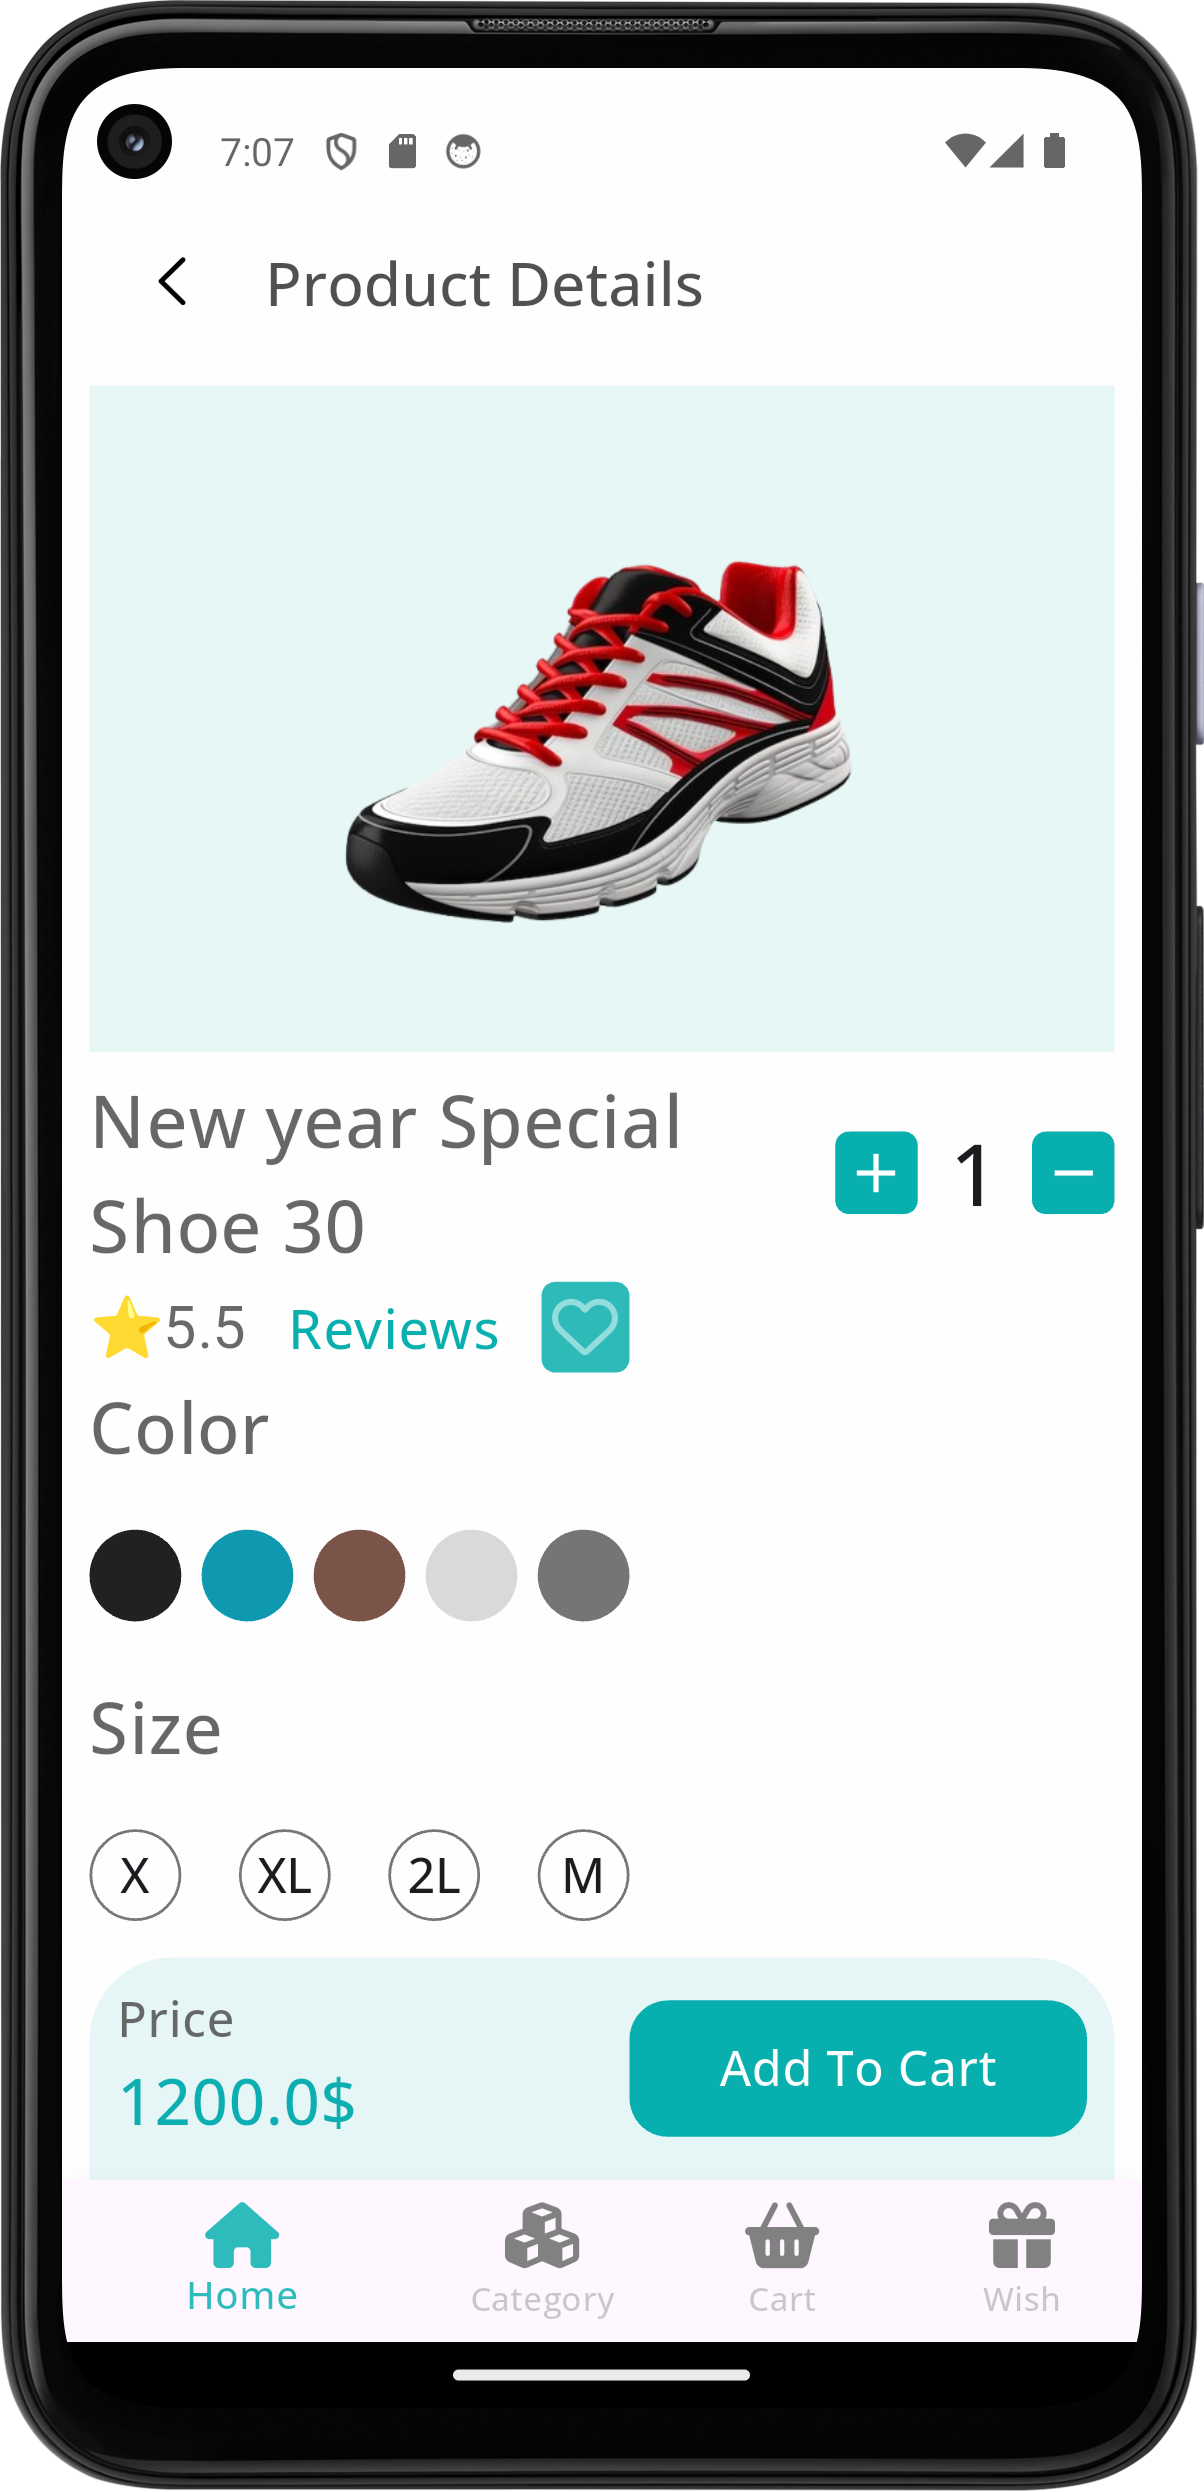 7:07
Product Details
New year Special
Shoe 30
1
5.5 Reviews
Color
Size
X XL 2L M
Price
1200.0$
Add To Cart
Home Category Cart Wish